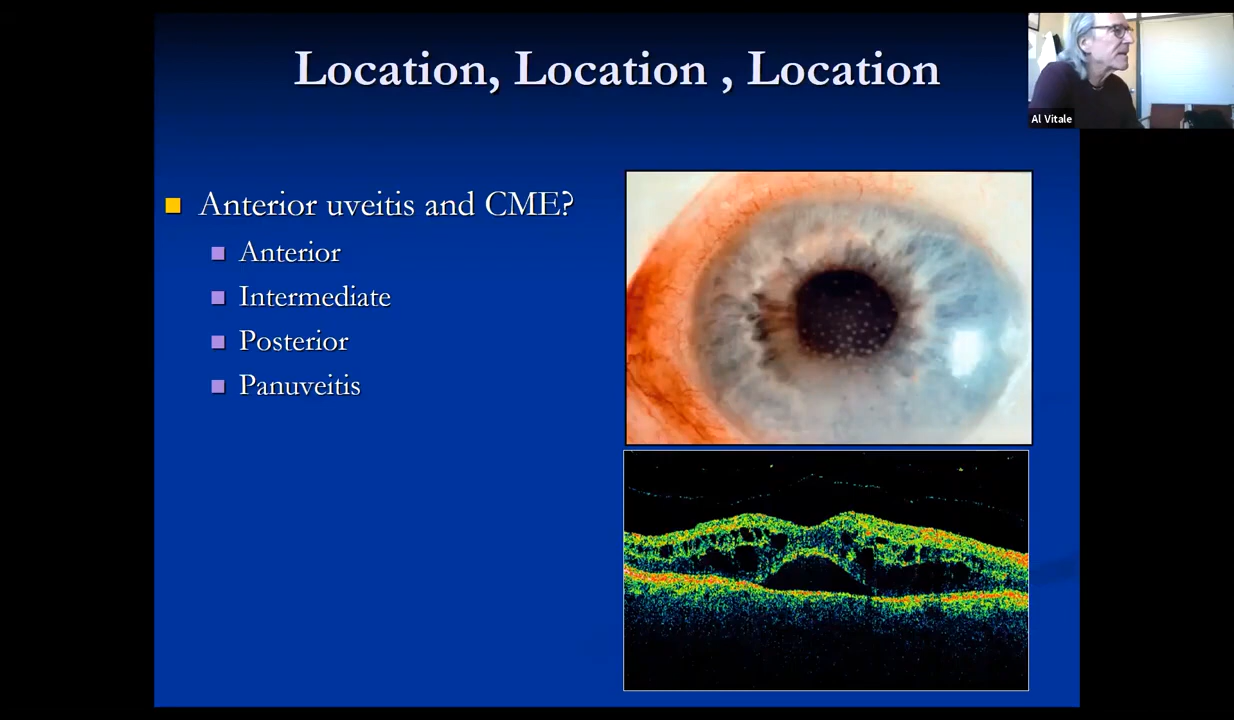 Location, Location , Location
Al Vitale
Anterior uveitis and CME?
Anterior
Intermediate
Posterior
Panuveitis